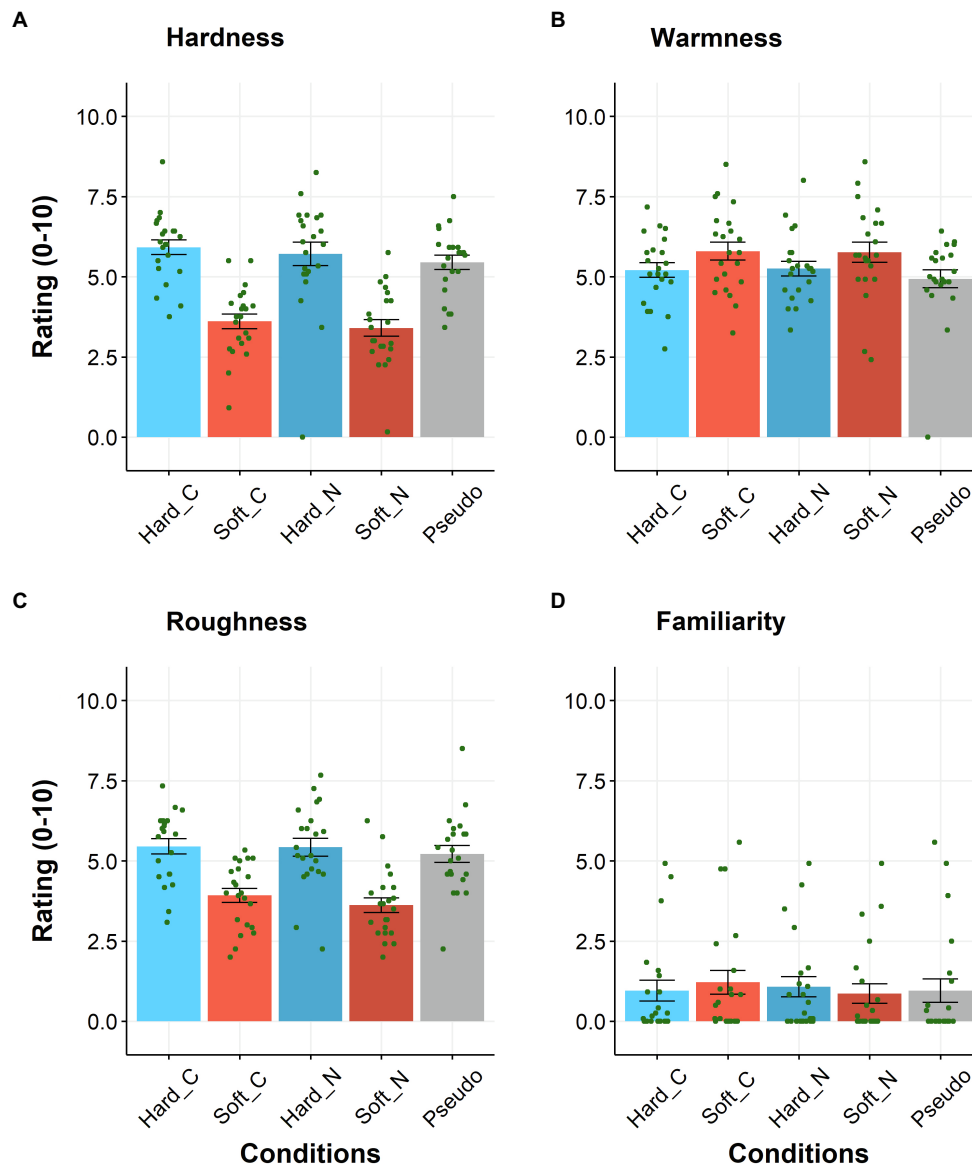 A
Hardness
Rating (0-10)
10.0
7.5
5.0
2.5
0.0
Hard_C
Soft_C
Hard_N
Soft_N
Pseudo
B
Warmness
10.0
7.5
5.0
2.5
0.0
Hard_C
Soft_C
Hard_N
Soft_N
Pseudo
C
Roughness
Rating (0-10)
10.0
7.5
5.0
2.5
0.0
Hard_C
Soft_C
Hard_N
Soft_N
Pseudo
Conditions
D
Familiarity
10.0
7.5
5.0
2.5
0.0
Hard_C
Soft_C
Hard_N
Soft_N
Pseudo
Conditions